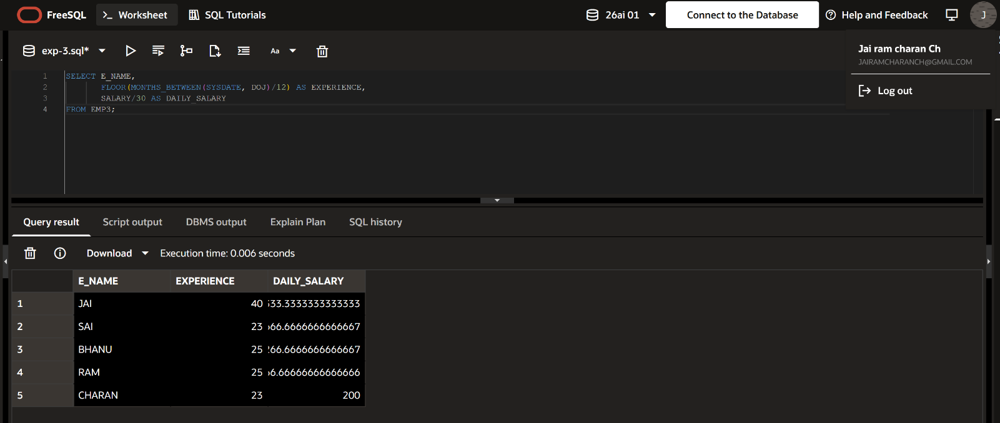 FreeSQL
>_ Worksheet
SQL Tutorials
26ai 01
Connect to the Database
Help and Feedback
J
Jai ram charan Ch
JAIRAMCHARANCH@GMAIL.COM
Log out
exp-3.sql*
Aa
1 SELECT E_NAME,
2 FLOOR(MONTHS_BETWEEN(SYSDATE, DOJ)/12) AS EXPERIENCE,
3 SALARY/30 AS DAILY_SALARY
4 FROM EMP3;
Query result Script output DBMS output Explain Plan SQL history
Download Execution time: 0.006 seconds
E_NAME EXPERIENCE DAILY_SALARY
1 JAI 40 33.3333333333333
2 SAI 23 66.6666666666667
3 BHANU 25 66.6666666666667
4 RAM 25 6.66666666666666
5 CHARAN 23 200